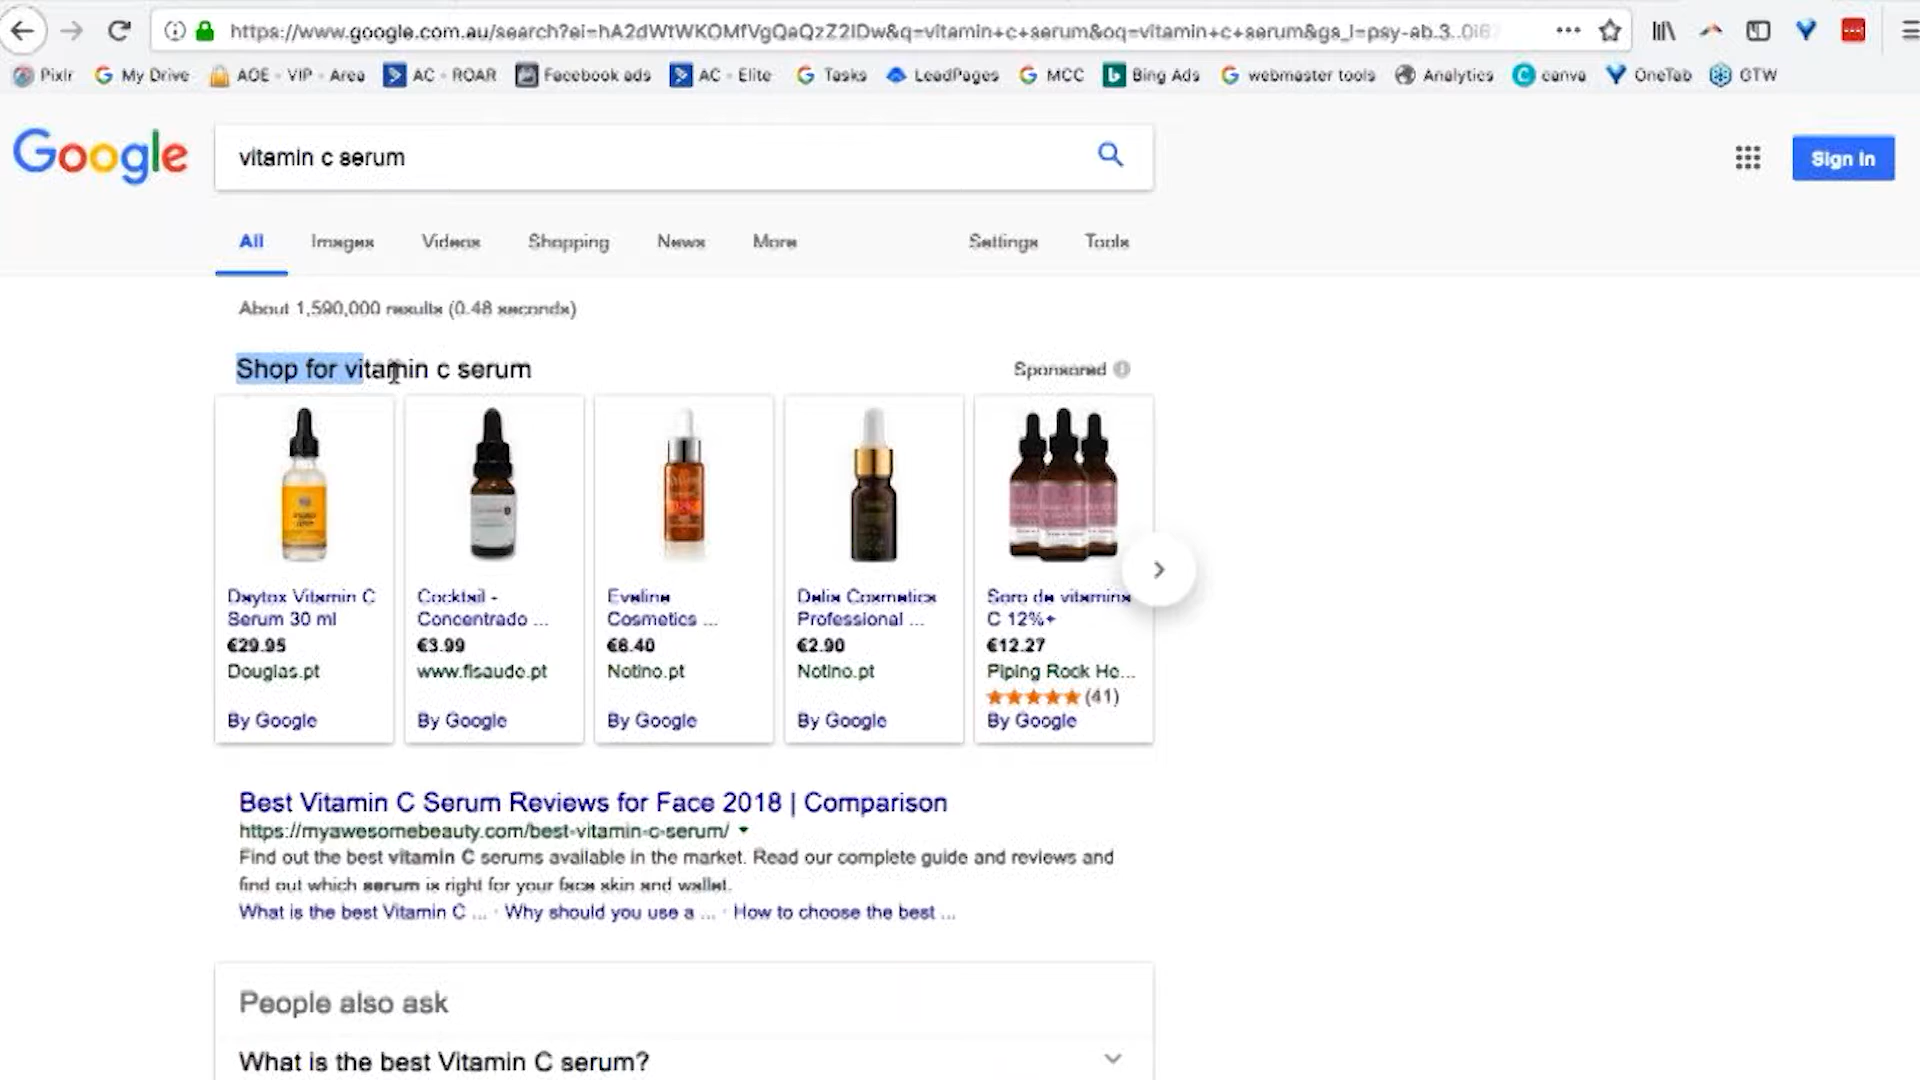 https://www.google.com.au/search?ei=hA2dWtWKOMfVgQaQzZ2IDw&q=vitamin+c+serum&oq=vitamin+c+serum&gs_l=psy-ab.3..0i67
Pixlr My Drive AOE - VIP - Area AC - ROAR Facebook ads AC - Elite Tasks LeadPages MCC Bing Ads webmaster tools Analytics canva OneTab GTW
Google vitamin c serum Sign in
All Images Videos Shopping News More Settings Tools
About 1,590,000 results (0.48 seconds)
Shop for vitamin c serum Sponsored
Daytox Vitamin C Serum 30 ml
€29.95
Douglas.pt
By Google
Cocktail - Concentrado ...
€3.99
www.fisaude.pt
By Google
Eveline Cosmetics ...
€6.40
Notino.pt
By Google
Delia Cosmetics Professional ...
€2.90
Notino.pt
By Google
Soro de vitamina C 12%+
€12.27
Piping Rock He...
(41)
By Google
Best Vitamin C Serum Reviews for Face 2018 | Comparison
https://myawesomebeauty.com/best-vitamin-c-serum/
Find out the best vitamin C serums available in the market. Read our complete guide and reviews and
find out which serum is right for your face skin and wallet.
What is the best Vitamin C ... · Why should you use a ... · How to choose the best ...
People also ask
What is the best Vitamin C serum?